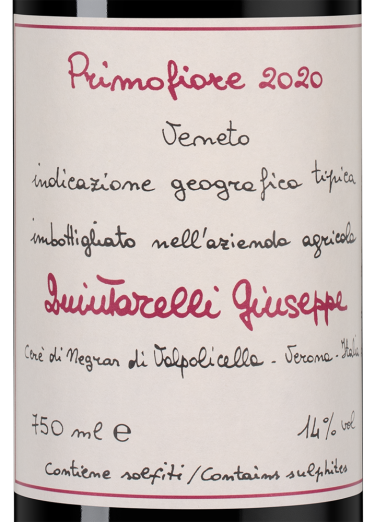 Primofiore 2020
Veneto
indicazione geografica tipica
imbottigliato nell'azienda agricola
Quintarelli Giuseppe
Cerè di Negrar di Valpolicella - Verona - Italia
750 ml e
14% vol
Contiene solfiti / Contains sulphites